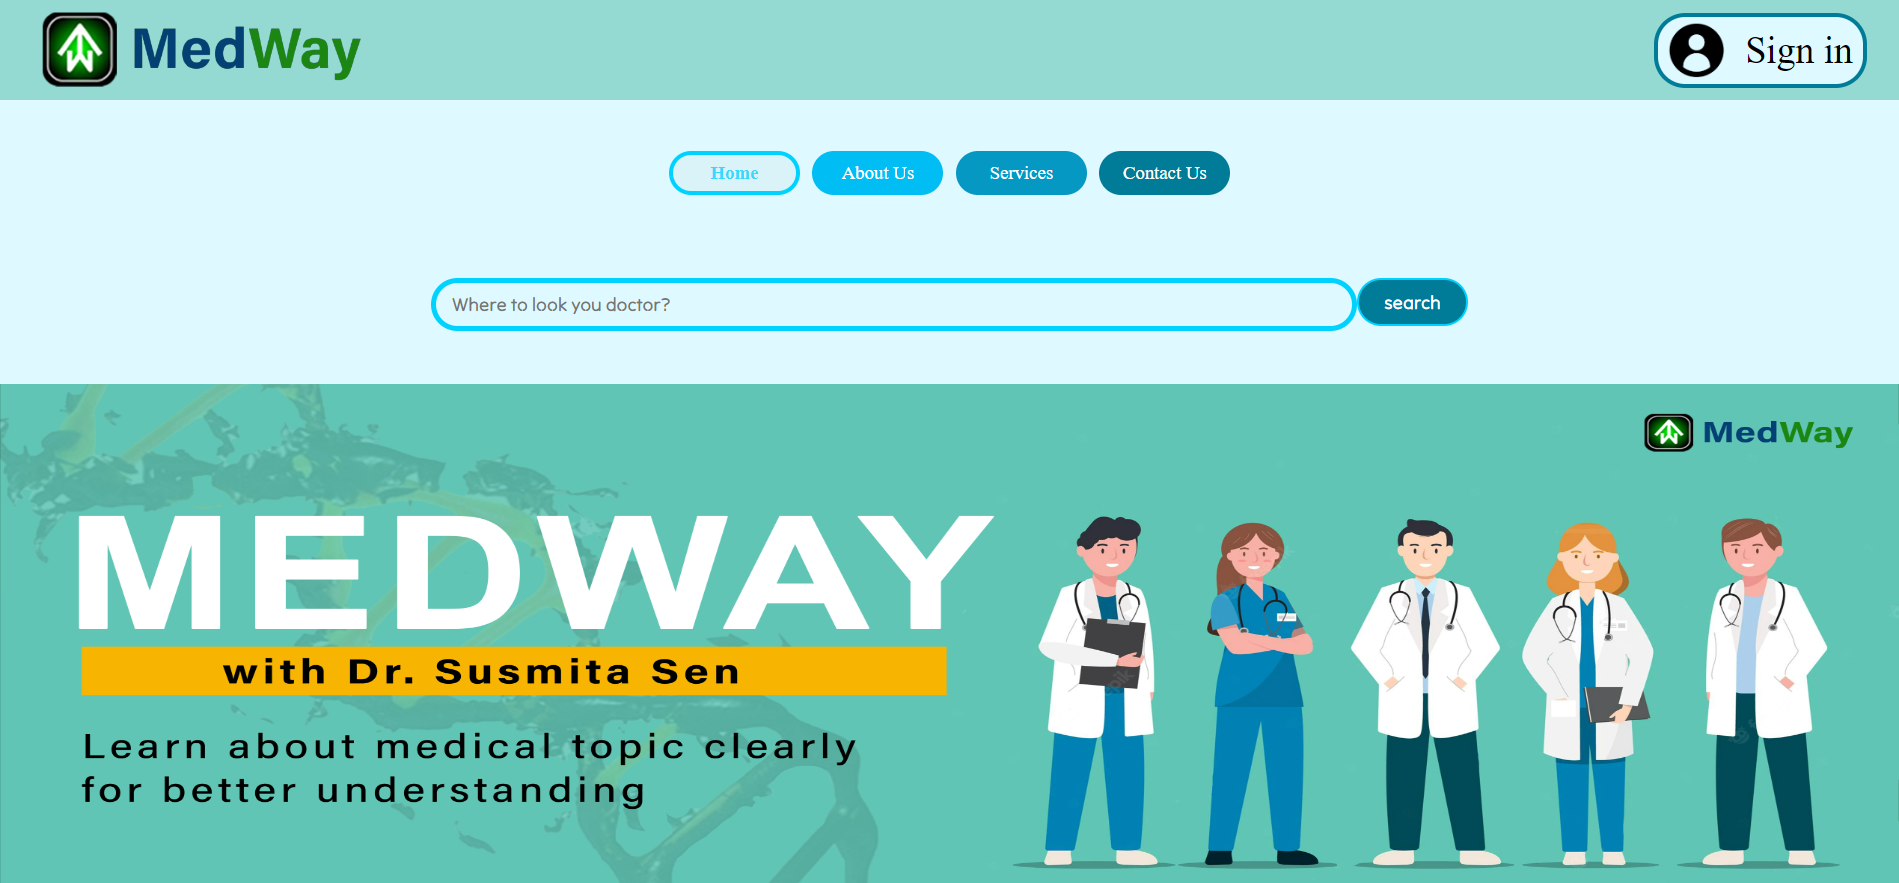 MedWay
Sign in
Home
About Us
Services
Contact Us
Where to look you doctor?
search
MedWay
MEDWAY
with Dr. Susmita Sen
Learn about medical topic clearly
for better understanding